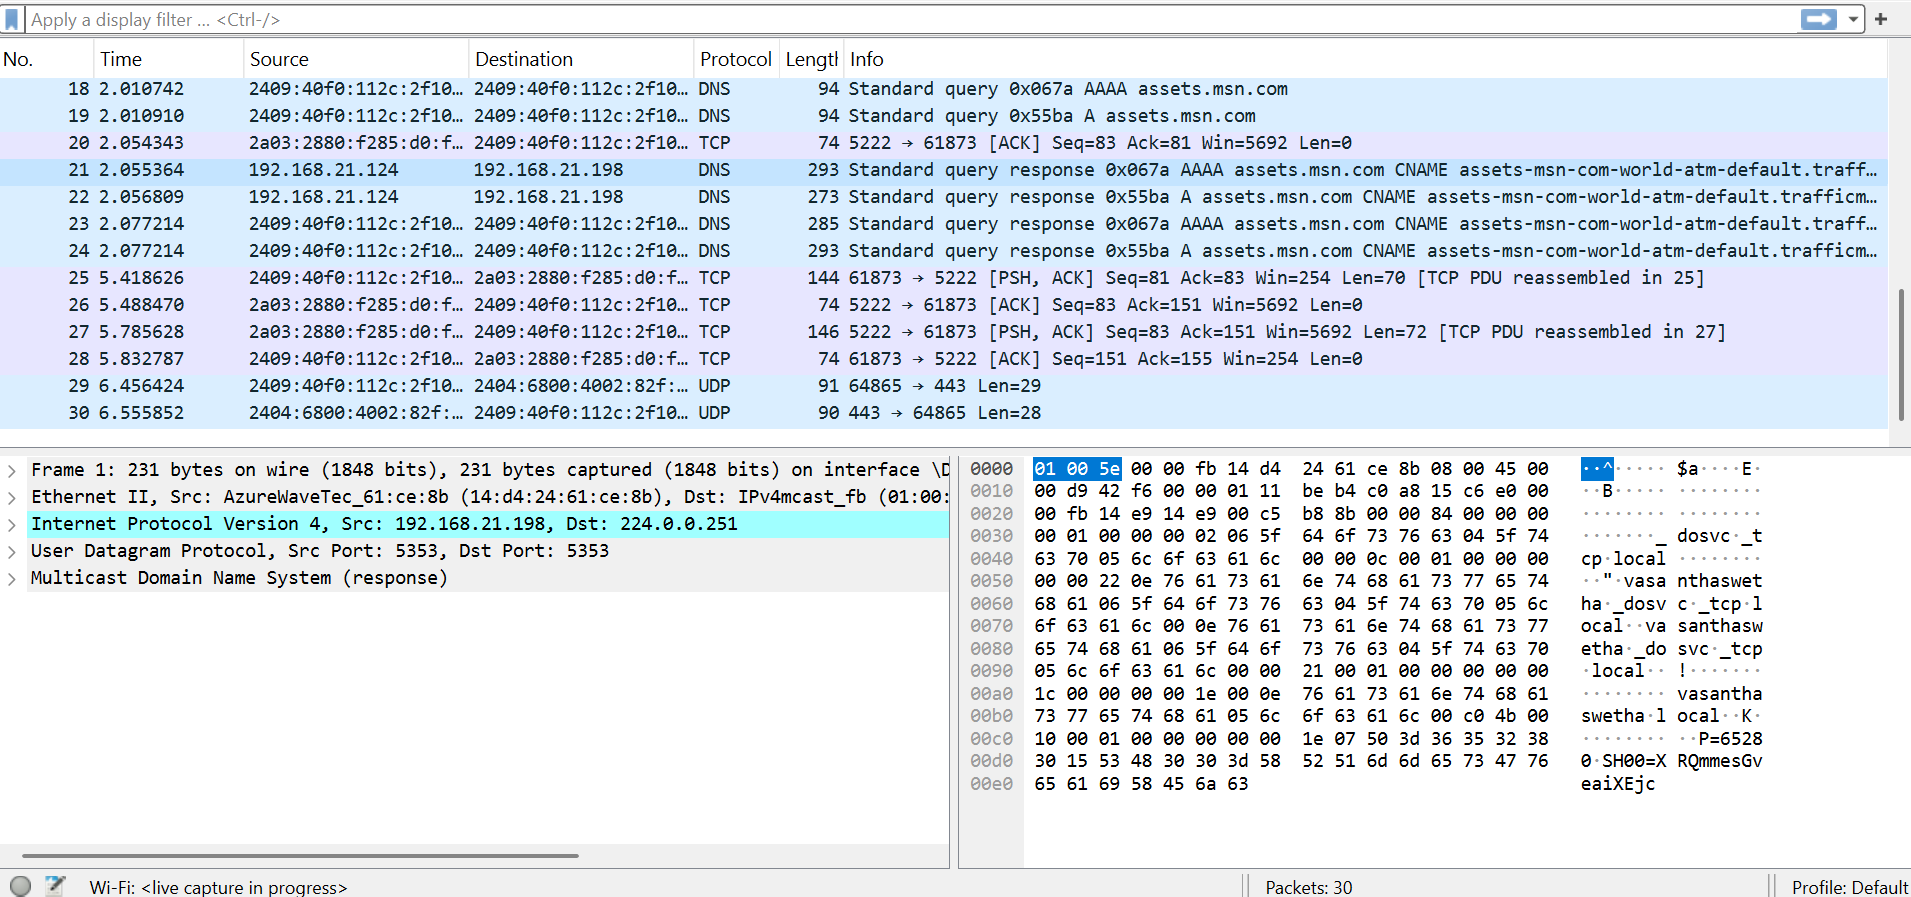 Apply a display filter ... <Ctrl-/>
No. Time Source Destination Protocol Length Info
18 2.010742 2409:40f0:112c:2f10… 2409:40f0:112c:2f10… DNS 94 Standard query 0x067a AAAA assets.msn.com
19 2.010910 2409:40f0:112c:2f10… 2409:40f0:112c:2f10… DNS 94 Standard query 0x55ba A assets.msn.com
20 2.054343 2a03:2880:f285:d0:f… 2409:40f0:112c:2f10… TCP 74 5222 → 61873 [ACK] Seq=83 Ack=81 Win=5692 Len=0
21 2.055364 192.168.21.124 192.168.21.198 DNS 293 Standard query response 0x067a AAAA assets.msn.com CNAME assets-msn-com-world-atm-default.traff…
22 2.056809 192.168.21.124 192.168.21.198 DNS 273 Standard query response 0x55ba A assets.msn.com CNAME assets-msn-com-world-atm-default.trafficm…
23 2.077214 2409:40f0:112c:2f10… 2409:40f0:112c:2f10… DNS 285 Standard query response 0x067a AAAA assets.msn.com CNAME assets-msn-com-world-atm-default.traff…
24 2.077214 2409:40f0:112c:2f10… 2409:40f0:112c:2f10… DNS 293 Standard query response 0x55ba A assets.msn.com CNAME assets-msn-com-world-atm-default.trafficm…
25 5.418626 2409:40f0:112c:2f10… 2a03:2880:f285:d0:f… TCP 144 61873 → 5222 [PSH, ACK] Seq=81 Ack=83 Win=254 Len=70 [TCP PDU reassembled in 25]
26 5.488470 2a03:2880:f285:d0:f… 2409:40f0:112c:2f10… TCP 74 5222 → 61873 [ACK] Seq=83 Ack=151 Win=5692 Len=0
27 5.785628 2a03:2880:f285:d0:f… 2409:40f0:112c:2f10… TCP 146 5222 → 61873 [PSH, ACK] Seq=83 Ack=151 Win=5692 Len=72 [TCP PDU reassembled in 27]
28 5.832787 2409:40f0:112c:2f10… 2a03:2880:f285:d0:f… TCP 74 61873 → 5222 [ACK] Seq=151 Ack=155 Win=254 Len=0
29 6.456424 2409:40f0:112c:2f10… 2404:6800:4002:82f:… UDP 91 64865 → 443 Len=29
30 6.555852 2404:6800:4002:82f:… 2409:40f0:112c:2f10… UDP 90 443 → 64865 Len=28
Frame 1: 231 bytes on wire (1848 bits), 231 bytes captured (1848 bits) on interface \D
Ethernet II, Src: AzureWaveTec_61:ce:8b (14:d4:24:61:ce:8b), Dst: IPv4mcast_fb (01:00:
Internet Protocol Version 4, Src: 192.168.21.198, Dst: 224.0.0.251
User Datagram Protocol, Src Port: 5353, Dst Port: 5353
Multicast Domain Name System (response)
0000 01 00 5e 00 00 fb 14 d4 24 61 ce 8b 08 00 45 00 ··^····· $a····E·
0010 00 d9 42 f6 00 00 01 11 be b4 c0 a8 15 c6 e0 00 ··B····· ········
0020 00 fb 14 e9 14 e9 00 c5 b8 8b 00 00 84 00 00 00 ········ ········
0030 00 01 00 00 00 02 06 5f 64 6f 73 76 63 04 5f 74 ·······_ dosvc·_t
0040 63 70 05 6c 6f 63 61 6c 00 00 0c 00 01 00 00 00 cp·local ········
0050 00 00 22 0e 76 61 73 61 6e 74 68 61 73 77 65 74 ··"·vasa nthaswet
0060 68 61 06 5f 64 6f 73 76 63 04 5f 74 63 70 05 6c ha·_dosv c·_tcp·l
0070 6f 63 61 6c 00 0e 76 61 73 61 6e 74 68 61 73 77 ocal··va santhasw
0080 65 74 68 61 06 5f 64 6f 73 76 63 04 5f 74 63 70 etha·_do svc·_tcp
0090 05 6c 6f 63 61 6c 00 00 21 00 01 00 00 00 00 00 ·local·· !·······
00a0 1c 00 00 00 00 1e 00 0e 76 61 73 61 6e 74 68 61 ········ vasantha
00b0 73 77 65 74 68 61 05 6c 6f 63 61 6c 00 c0 4b 00 swetha·l ocal··K·
00c0 10 00 01 00 00 00 00 00 1e 07 50 3d 36 35 32 38 ········ ··P=6528
00d0 30 15 53 48 30 30 3d 58 52 51 6d 6d 65 73 47 76 0·SH00=X RQmmesGv
00e0 65 61 69 58 45 6a 63 eaiXEjc
Wi-Fi: <live capture in progress> Packets: 30 Profile: Default